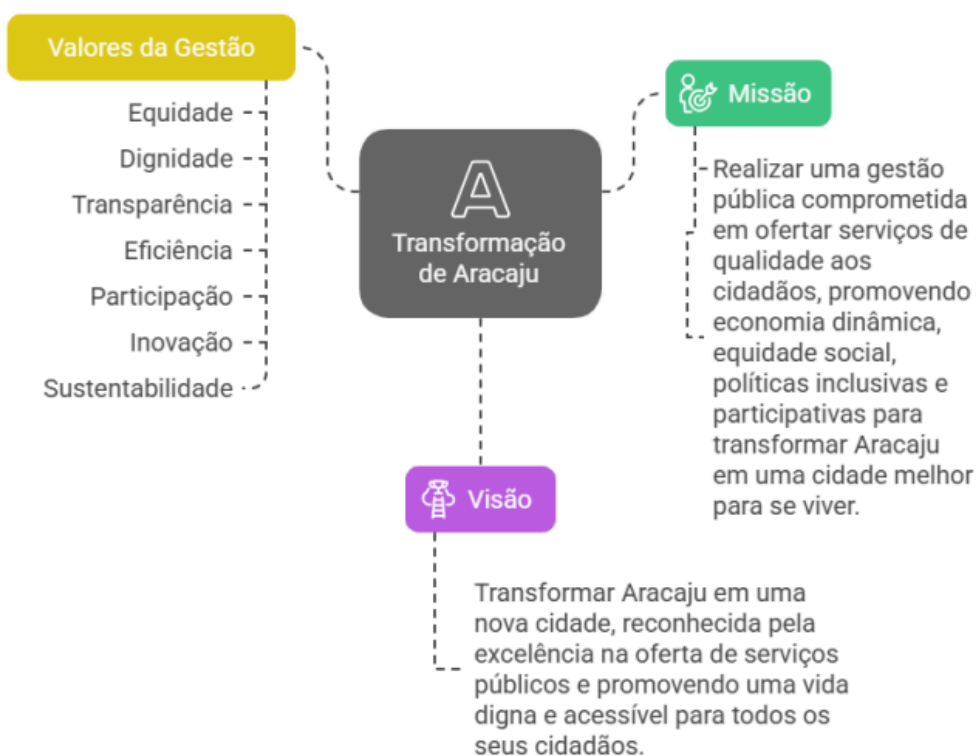 Valores da Gestão
Equidade
Dignidade
Transparência
Eficiência
Participação
Inovação
Sustentabilidade
A
Transformação
de Aracaju
Missão
Realizar uma gestão
pública comprometida
em ofertar serviços de
qualidade aos
cidadãos, promovendo
economia dinâmica,
equidade social,
políticas inclusivas e
participativas para
transformar Aracaju
em uma cidade melhor
para se viver.
Visão
Transformar Aracaju em uma
nova cidade, reconhecida pela
excelência na oferta de serviços
públicos e promovendo uma vida
digna e acessível para todos os
seus cidadãos.